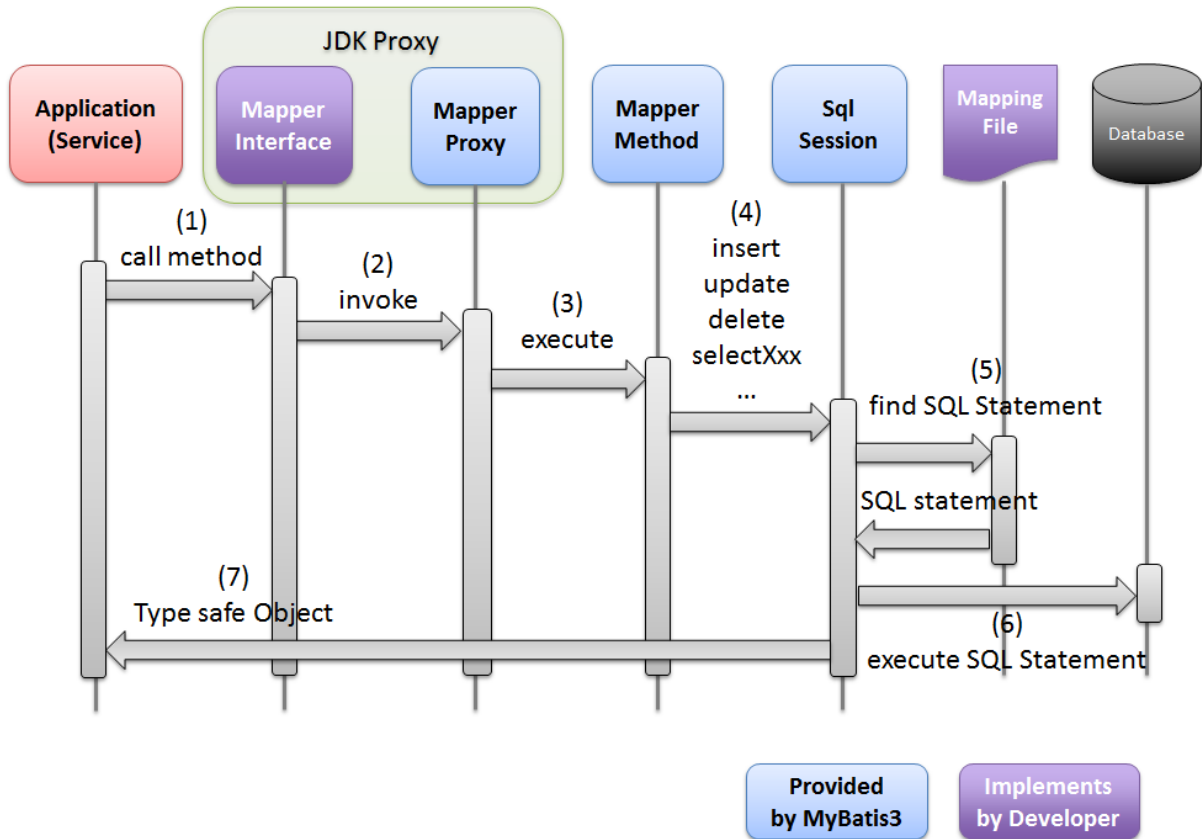 JDK Proxy
Application
(Service)
Mapper
Interface
Mapper
Proxy
Mapper
Method
Sql
Session
Mapping
File
Database
(1)
call method
(2)
invoke
(3)
execute
(4)
insert
update
delete
selectXxx
...
(5)
find SQL Statement
SQL statement
(7)
Type safe Object
(6)
execute SQL Statement
Provided
by MyBatis3
Implements
by Developer